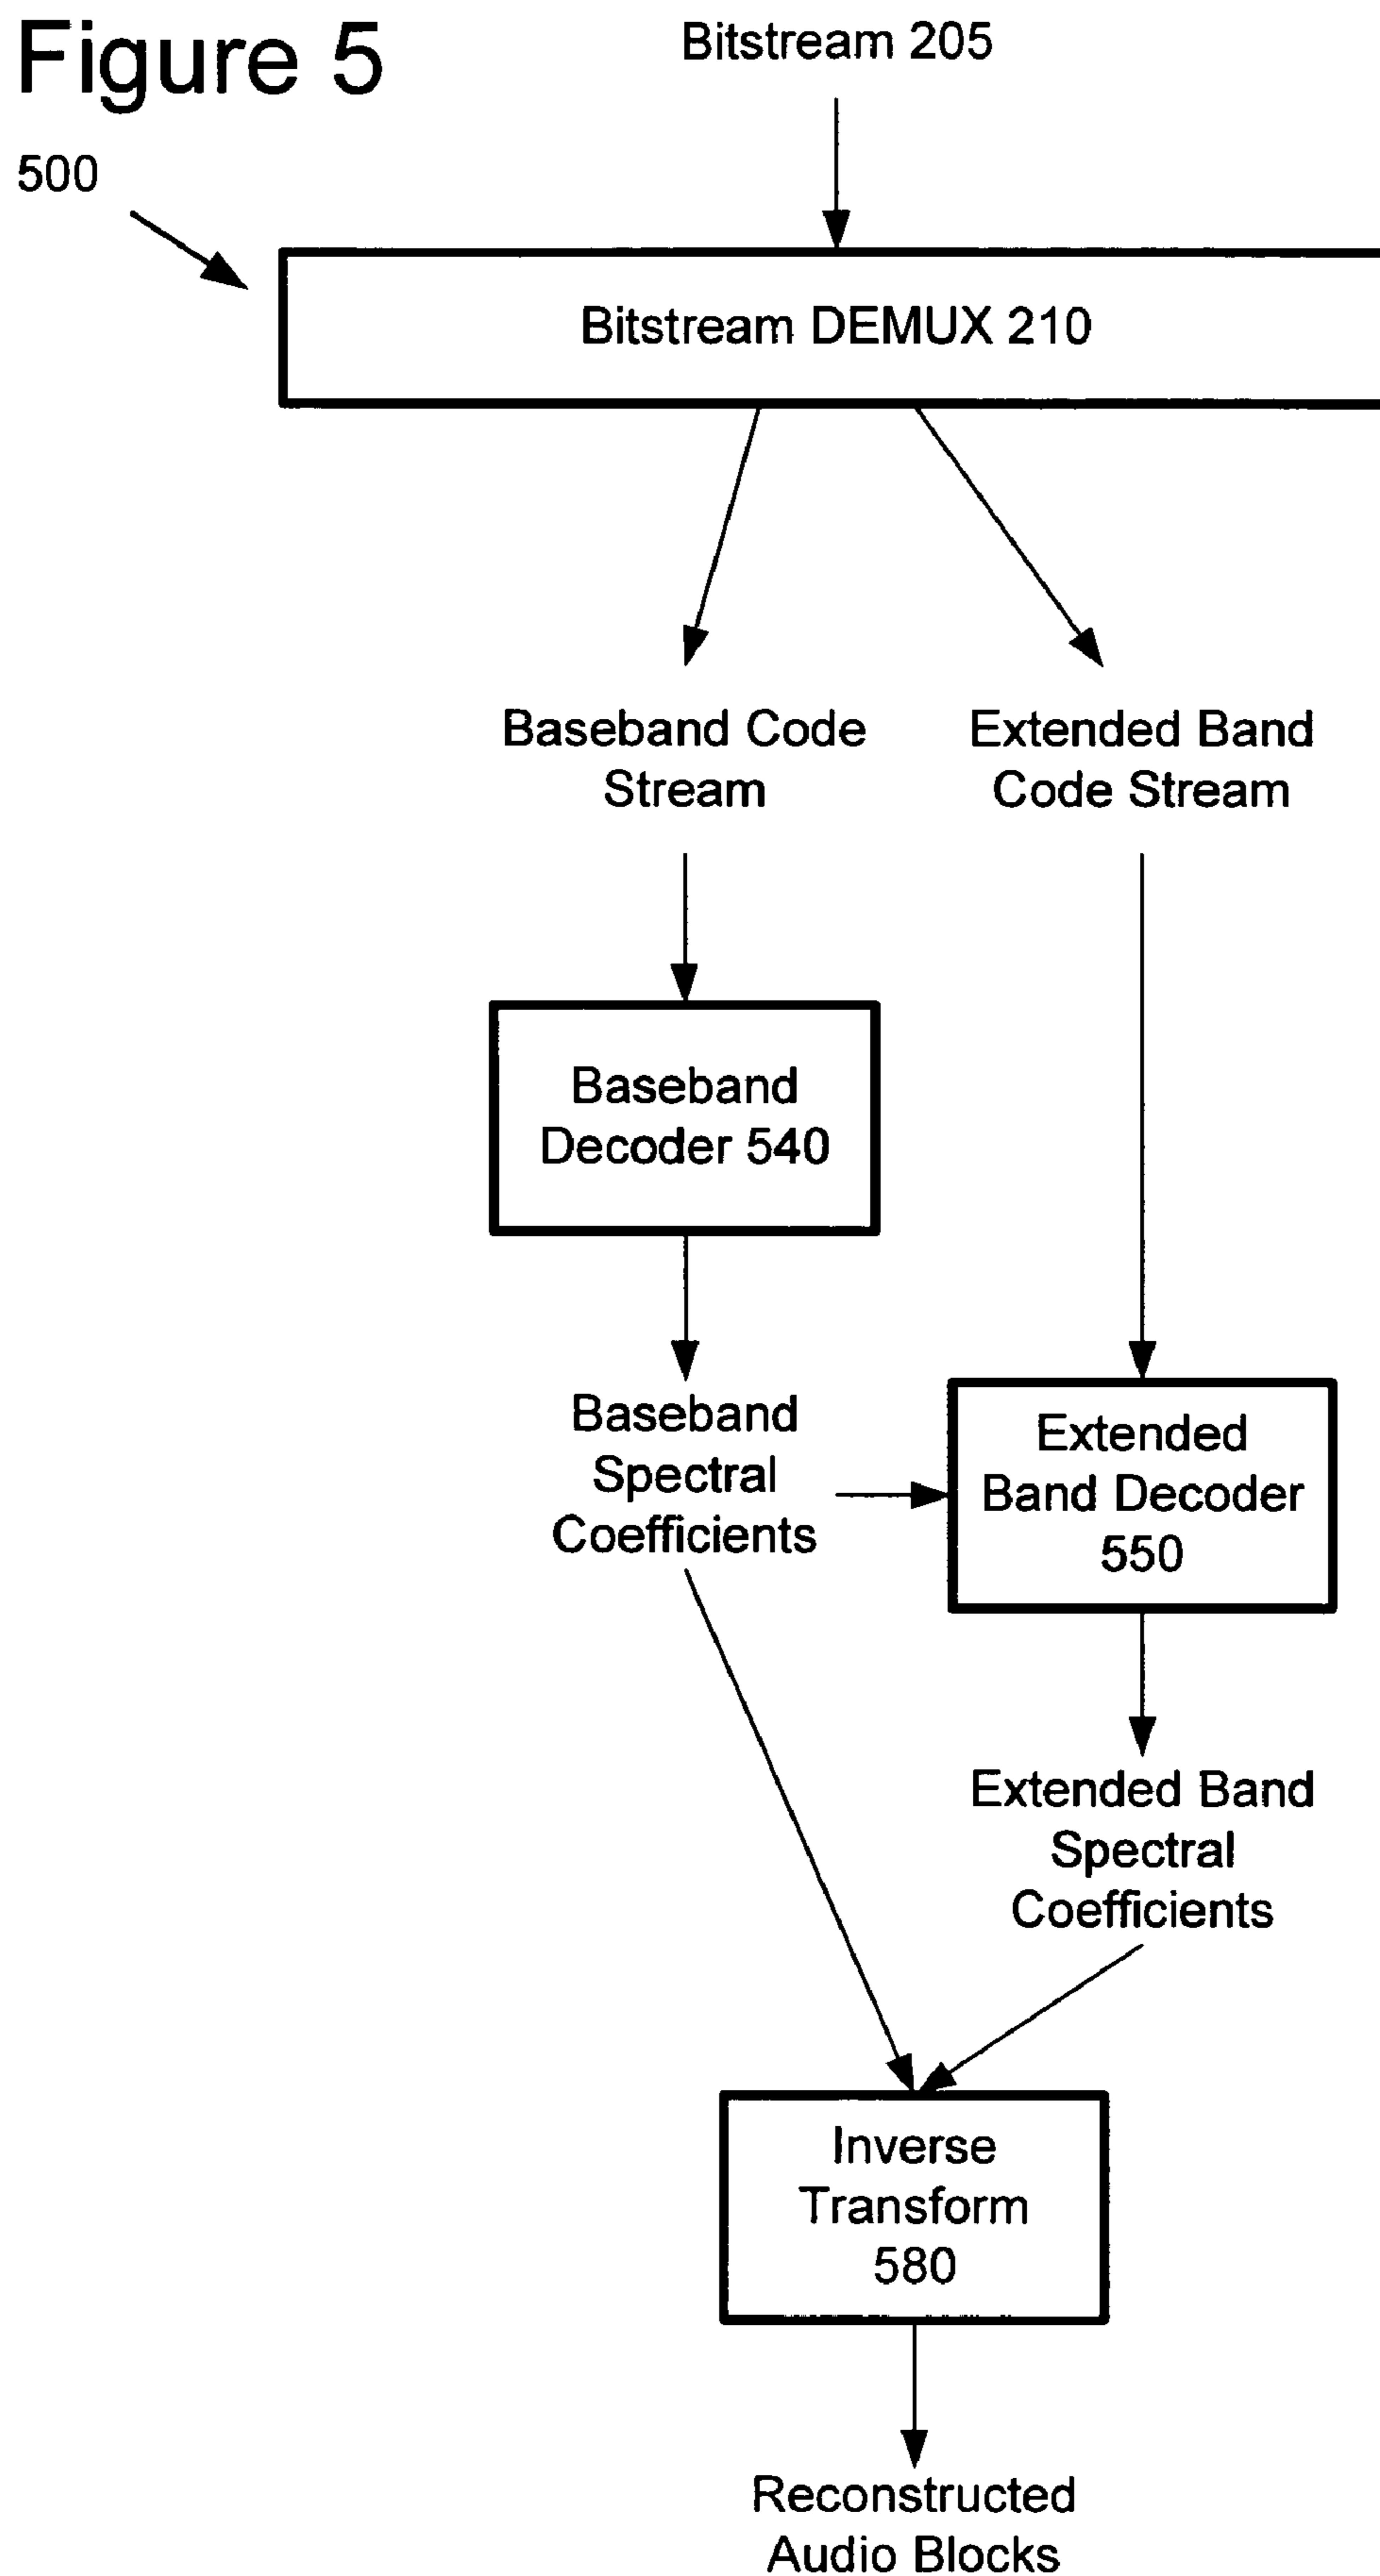 Figure 5
Bitstream 205
500
Bitstream DEMUX 210
Baseband Code
Stream
Extended Band
Code Stream
Baseband
Decoder 540
Baseband
Spectral
Coefficients
Extended
Band Decoder
550
Extended Band
Spectral
Coefficients
Inverse
Transform
580
Reconstructed
Audio Blocks